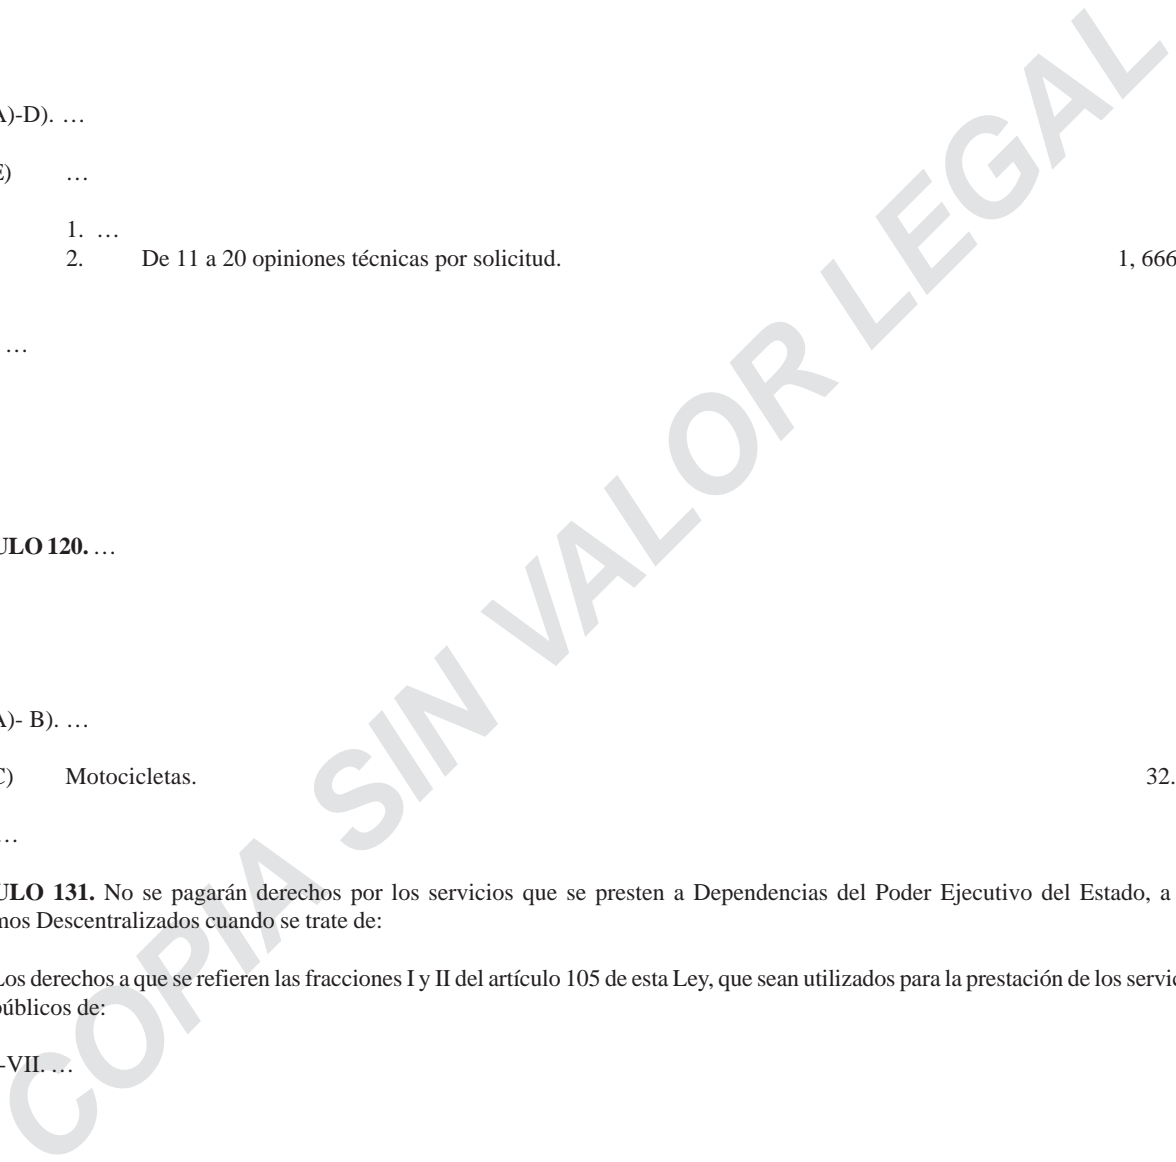 A)-D). …
E) …
1. …
2. De 11 a 20 opiniones técnicas por solicitud. 1, 666
…
ULO 120. …
A)- B). …
C) Motocicletas. 32.
…
ULO 131. No se pagarán derechos por los servicios que se presten a Dependencias del Poder Ejecutivo del Estado, a
mos Descentralizados cuando se trate de:
Los derechos a que se refieren las fracciones I y II del artículo 105 de esta Ley, que sean utilizados para la prestación de los servic
públicos de:
-VII. …
COPIA SIN VALOR LEGAL